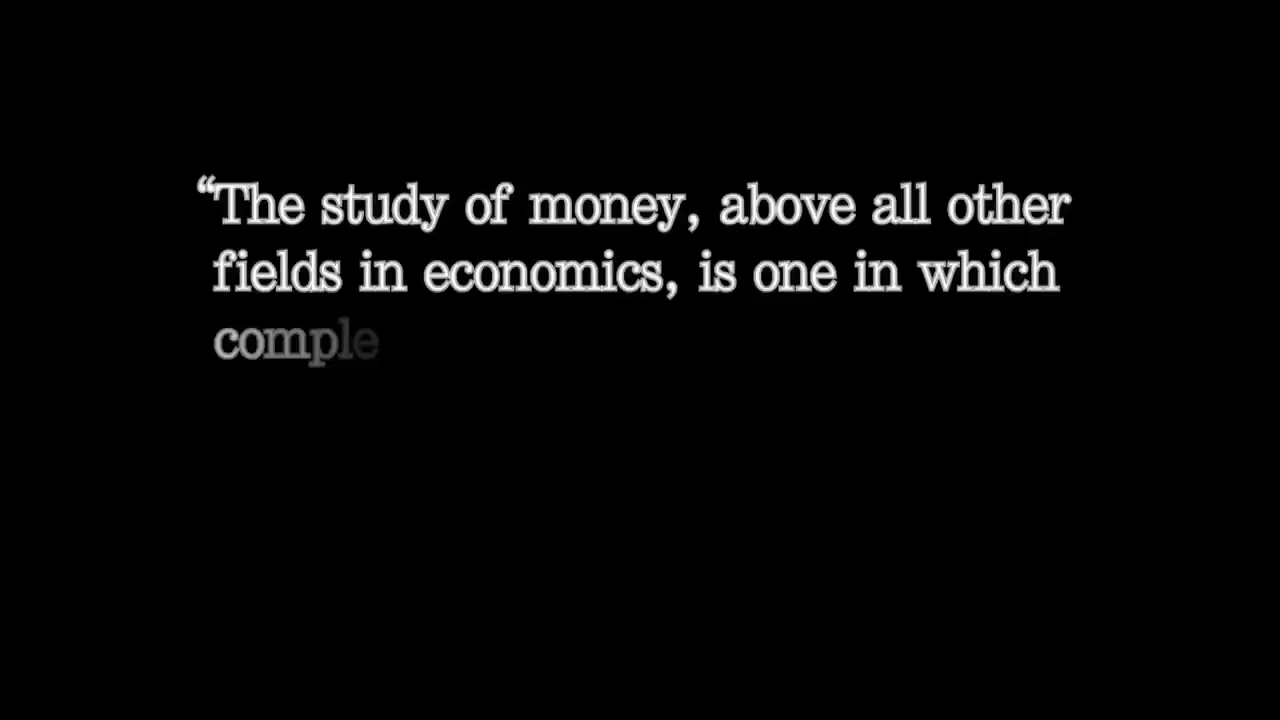 “The study of money, above all other
fields in economics, is one in which
comple